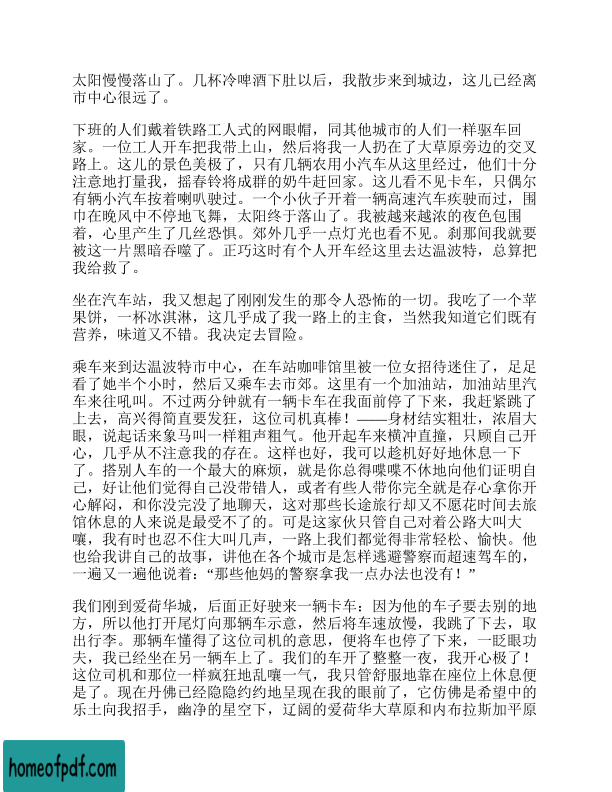 太阳慢慢落山了。几杯冷啤酒下肚以后，我散步来到城边，这儿已经离
市中心很远了。
下班的人们戴着铁路工人式的网眼帽，同其他城市的人们一样驱车回
家。一位工人开车把我带上山，然后将我一人扔在了大草原旁边的交叉
路上。这儿的景色美极了，只有几辆农用小汽车从这里经过，他们十分
注意地打量我，摇春铃将成群的奶牛赶回家。这儿看不见卡车，只偶尔
有辆小汽车按着喇叭驶过。一个小伙子开着一辆高速汽车疾驶而过，围
巾在晚风中不停地飞舞，太阳终于落山了。我被越来越浓的夜色包围
着，心里产生了几丝恐惧。郊外几乎一点灯光也看不见。刹那间我就要
被这一片黑暗吞噬了。正巧这时有个人开车经这里去达温波特，总算把
我给救了。
坐在汽车站，我又想起了刚刚发生的那令人恐怖的一切。我吃了一个苹
果饼，一杯冰淇淋，这几乎成了我一路上的主食，当然我知道它们既有
营养，味道又不错。我决定去冒险。
乘车来到达温波特市中心，在车站咖啡馆里被一位女招待迷住了，足足
看了她半个小时，然后又乘车去市郊。这里有一个加油站，加油站里汽
车来往吼叫。不过两分钟就有一辆卡车在我面前停了下来，我赶紧跳了
上去，高兴得简直要发狂，这位司机真棒！——身材结实粗壮，浓眉大
眼，说起话来象马叫一样粗声粗气。他开起车来横冲直撞，只顾自己开
心，几乎从不注意我的存在。这样也好，我可以趁机好好地休息一下
了。搭别人车的一个最大的麻烦，就是你总得喋喋不休地向他们证明自
己，好让他们觉得自己没带错人，或者有些人带你完全就是存心拿你开
心解闷，和你没完没了地聊天，这对那些长途旅行却又不愿花时间去旅
馆休息的人来说是最受不了的。可是这家伙只管自己对着公路大叫大
嚷，我有时也忍不住大叫几声，一路上我们都觉得非常轻松、愉快。他
也给我讲自己的故事，讲他在各个城市是怎样逃避警察而超速驾车的，
一遍又一遍他说着：“那些他妈的警察拿我一点办法也没有！”
我们刚到爱荷华城，后面正好驶来一辆卡车；因为他的车子要去别的地
方，所以他打开尾灯向那辆车示意，然后将车速放慢，我跳了下去，取
出行李。那辆车懂得了这位司机的意思，便将车也停了下来，一眨眼功
夫，我已经坐在另一辆车上了。我们的车开了整整一夜，我开心极了！
这位司机和那位一样疯狂地乱嚷一气，我只管舒服地靠在座位上休息便
是了。现在丹佛已经隐隐约约地呈现在我的眼前了，它仿佛是希望中的
乐土向我招手，幽净的星空下，辽阔的爱荷华大草原和内布拉斯加平原
homeofpdf.com